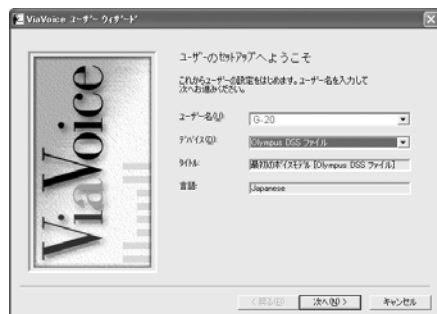 ViaVoice ユーザー ウィザード
ViaVoice
ユーザーのセットアップへようこそ
これからユーザーの設定をはじめます。ユーザー名を入力して
次へお進みください。
ユーザー名(U):
G-20
デバイス(D):
Olympus DSS ファイル
タイトル:
最初のボイスモデル [Olympus DSS ファイル]
言語:
Japanese
< 戻る(B)
次へ(N) >
キャンセル